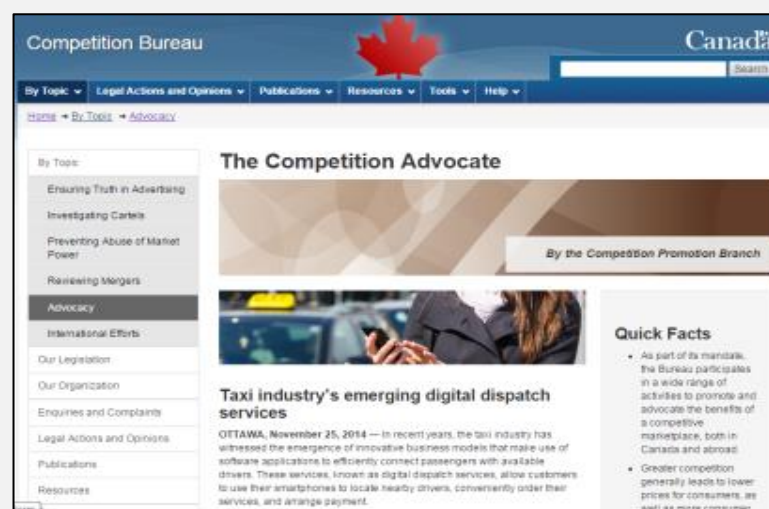 Competition Bureau
Canada
Search
By Topic
Legal Actions and Opinions
Publications
Resources
Tools
Help
Home → By Topic → Advocacy
By Topic
Ensuring Truth in Advertising
Investigating Cartels
Preventing Abuse of Market
Power
Reviewing Mergers
Advocacy
International Efforts
Our Legislation
Our Organization
Enquiries and Complaints
Legal Actions and Opinions
Publications
Resources
The Competition Advocate
By the Competition Promotion Branch
Taxi industry's emerging digital dispatch
services
OTTAWA, November 25, 2014 — In recent years, the taxi industry has
witnessed the emergence of innovative business models that make use of
software applications to efficiently connect passengers with available
drivers. These services, known as digital dispatch services, allow customers
to use their smartphones to locate nearby drivers, conveniently order their
services, and arrange payment.
Quick Facts
• As part of its mandate,
the Bureau participates
in a wide range of
activities to promote and
advocate the benefits of
a competitive
marketplace, both in
Canada and abroad.
• Greater competition
generally leads to lower
prices for consumers, as
well as more consumer